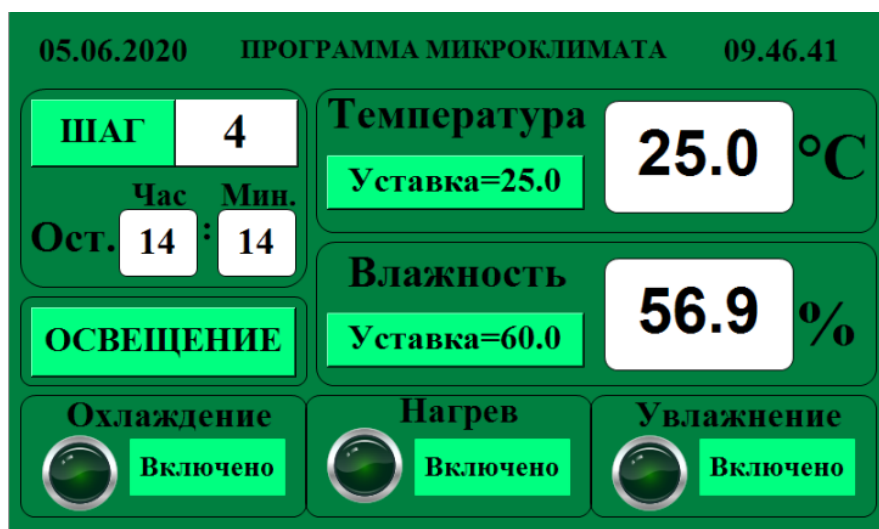 05.06.2020 ПРОГРАММА МИКРОКЛИМАТА 09.46.41
ШАГ 4
Час Мин.
Ост. 14 : 14
ОСВЕЩЕНИЕ
Температура
Уставка=25.0
25.0 °C
Влажность
Уставка=60.0
56.9 %
Охлаждение
Включено
Нагрев
Включено
Увлажнение
Включено